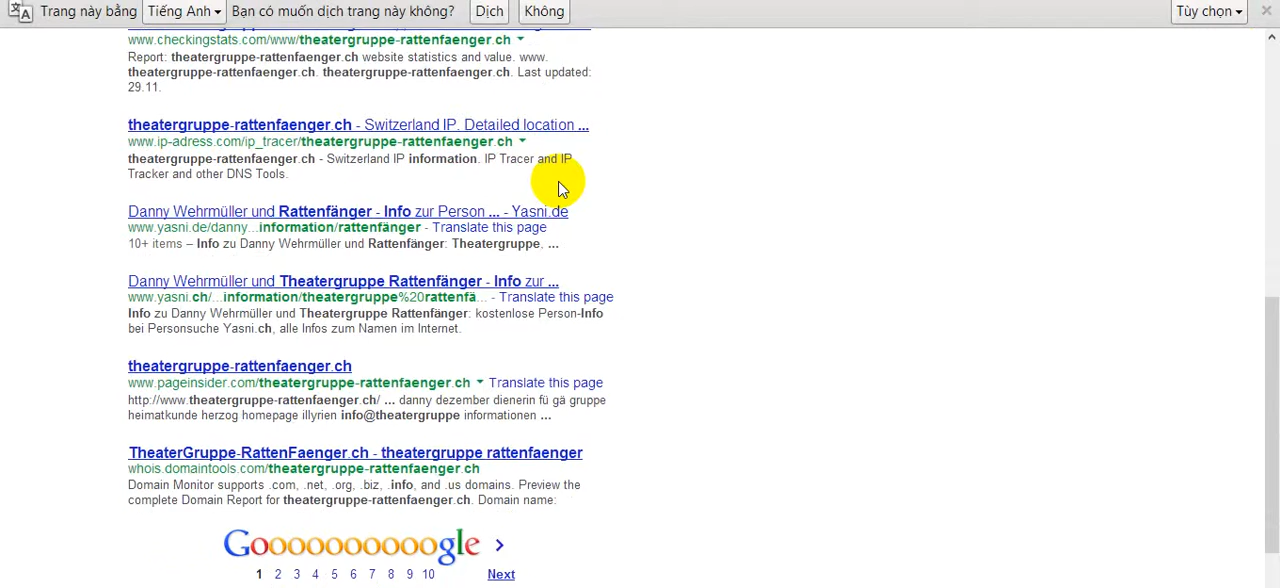 Trang này bằng Tiếng Anh Bạn có muốn dịch trang này không? Dịch Không Tùy chọn
www.checkingstats.com/www/theatergruppe-rattenfaenger.ch
Report: theatergruppe-rattenfaenger.ch website statistics and value. www.
theatergruppe-rattenfaenger.ch. theatergruppe-rattenfaenger.ch. Last updated:
29.11.
theatergruppe-rattenfaenger.ch - Switzerland IP. Detailed location ...
www.ip-adress.com/ip_tracer/theatergruppe-rattenfaenger.ch
theatergruppe-rattenfaenger.ch - Switzerland IP information. IP Tracer and IP
Tracker and other DNS Tools.
Danny Wehrmüller und Rattenfänger - Info zur Person ... - Yasni.de
www.yasni.de/danny...information/rattenfänger - Translate this page
10+ items – Info zu Danny Wehrmüller und Rattenfänger: Theatergruppe, ...
Danny Wehrmüller und Theatergruppe Rattenfänger - Info zur ...
www.yasni.ch/...information/theatergruppe%20rattenfä... - Translate this page
Info zu Danny Wehrmüller und Theatergruppe Rattenfänger: kostenlose Person-Info
bei Personsuche Yasni.ch, alle Infos zum Namen im Internet.
theatergruppe-rattenfaenger.ch
www.pageinsider.com/theatergruppe-rattenfaenger.ch Translate this page
http://www.theatergruppe-rattenfaenger.ch/ ... danny dezember dienerin fü gä gruppe
heimatkunde herzog homepage illyrien info@theatergruppe informationen ...
TheaterGruppe-RattenFaenger.ch - theatergruppe rattenfaenger
whois.domaintools.com/theatergruppe-rattenfaenger.ch
Domain Monitor supports .com, .net, .org, .biz, .info, and .us domains. Preview the
complete Domain Report for theatergruppe-rattenfaenger.ch. Domain name:
Goooooooooogle >
1 2 3 4 5 6 7 8 9 10 Next